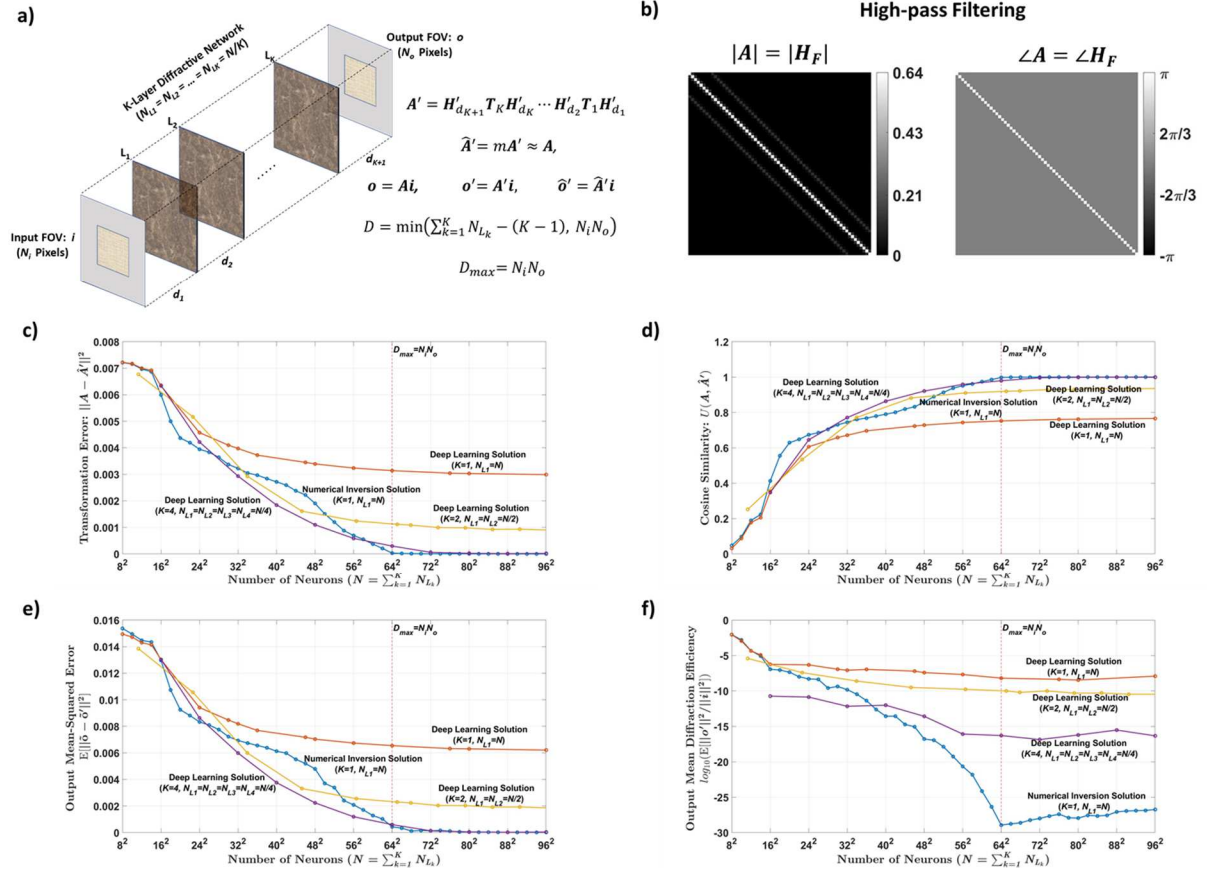 a)
K-Layer Diffractive Network
(N_L1 = N_L2 = ... = N_LK = N/K)
Output FOV: o
(N_o Pixels)
L_K
L_2
L_1
.....
d_K+1
Input FOV: i
(N_i Pixels)
d_2
d_1
A' = H'_{d_{K+1}} T_K H'_{d_K} ⋯ H'_{d_2} T_1 H'_{d_1}
Â' = mA' ≈ A,
o = Ai, o' = A'i, ô' = Â'i
D = min(∑_{k=1}^{K} N_{L_k} − (K − 1), N_i N_o)
D_max = N_i N_o
b)
High-pass Filtering
|A| = |H_F|
0.64
0.43
0.21
0
∠A = ∠H_F
π
2π/3
-2π/3
-π
c)
Transformation Error: ||A − Â'||²
0.008
0.007
0.006
0.005
0.004
0.003
0.002
0.001
0
D_max=N_iN_o
Deep Learning Solution
(K=1, N_L1=N)
Numerical Inversion Solution
(K=1, N_L1=N)
Deep Learning Solution
(K=4, N_L1=N_L2=N_L3=N_L4=N/4)
Deep Learning Solution
(K=2, N_L1=N_L2=N/2)
8² 16² 24² 32² 40² 48² 56² 64² 72² 80² 88² 96²
Number of Neurons (N = ∑_{k=1}^{K} N_{L_k})
d)
Cosine Similarity: U(A, Â')
1.2
1
0.8
0.6
0.4
0.2
0
D_max=N_iN_o
Deep Learning Solution
(K=4, N_L1=N_L2=N_L3=N_L4=N/4)
Deep Learning Solution
(K=2, N_L1=N_L2=N/2)
Numerical Inversion Solution
(K=1, N_L1=N)
Deep Learning Solution
(K=1, N_L1=N)
8² 16² 24² 32² 40² 48² 56² 64² 72² 80² 88² 96²
Number of Neurons (N = ∑_{k=1}^{K} N_{L_k})
e)
Output Mean-Squared Error
E[||õ − õ'||²]
0.016
0.014
0.012
0.01
0.008
0.006
0.004
0.002
0
D_max=N_iN_o
Deep Learning Solution
(K=1, N_L1=N)
Numerical Inversion Solution
(K=1, N_L1=N)
Deep Learning Solution
(K=4, N_L1=N_L2=N_L3=N_L4=N/4)
Deep Learning Solution
(K=2, N_L1=N_L2=N/2)
8² 16² 24² 32² 40² 48² 56² 64² 72² 80² 88² 96²
Number of Neurons (N = ∑_{k=1}^{K} N_{L_k})
f)
Output Mean Diffraction Efficiency
log₁₀(E[||o'||²/||i||²])
0
-5
-10
-15
-20
-25
-30
D_max=N_iN_o
Deep Learning Solution
(K=1, N_L1=N)
Deep Learning Solution
(K=2, N_L1=N_L2=N/2)
Deep Learning Solution
(K=4, N_L1=N_L2=N_L3=N_L4=N/4)
Numerical Inversion Solution
(K=1, N_L1=N)
8² 16² 24² 32² 40² 48² 56² 64² 72² 80² 88² 96²
Number of Neurons (N = ∑_{k=1}^{K} N_{L_k})